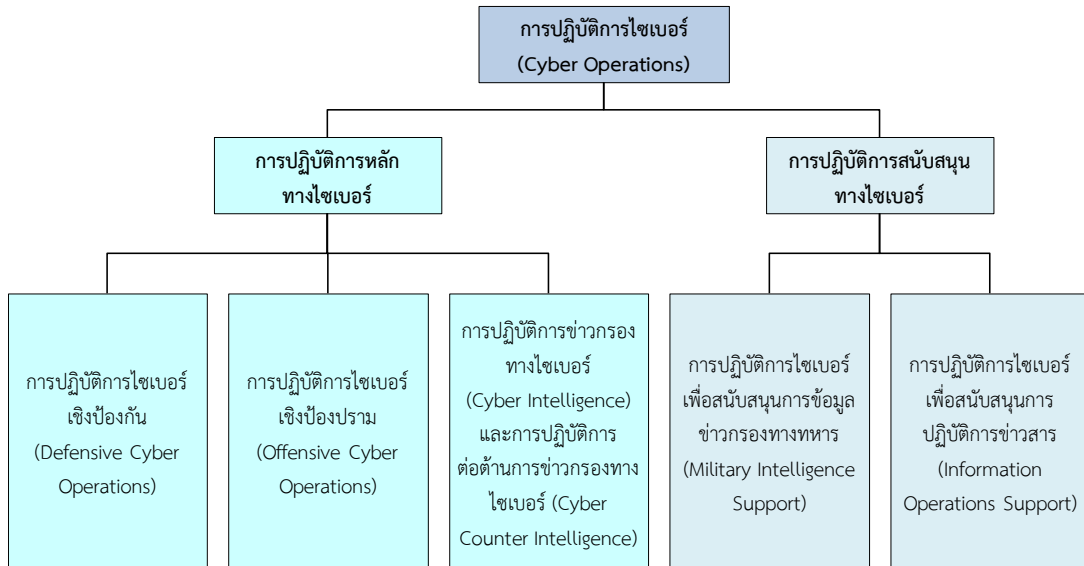 การปฏิบัติการไซเบอร์
(Cyber Operations)
การปฏิบัติการหลัก
ทางไซเบอร์
การปฏิบัติการสนับสนุน
ทางไซเบอร์
การปฏิบัติการไซเบอร์
เชิงป้องกัน
(Defensive Cyber
Operations)
การปฏิบัติการไซเบอร์
เชิงป้องปราม
(Offensive Cyber
Operations)
การปฏิบัติการข่าวกรอง
ทางไซเบอร์
(Cyber Intelligence)
และการปฏิบัติการ
ต่อต้านการข่าวกรองทาง
ไซเบอร์ (Cyber
Counter Intelligence)
การปฏิบัติการไซเบอร์
เพื่อสนับสนุนการข้อมูล
ข่าวกรองทางทหาร
(Military Intelligence
Support)
การปฏิบัติการไซเบอร์
เพื่อสนับสนุนการ
ปฏิบัติการข่าวสาร
(Information
Operations Support)